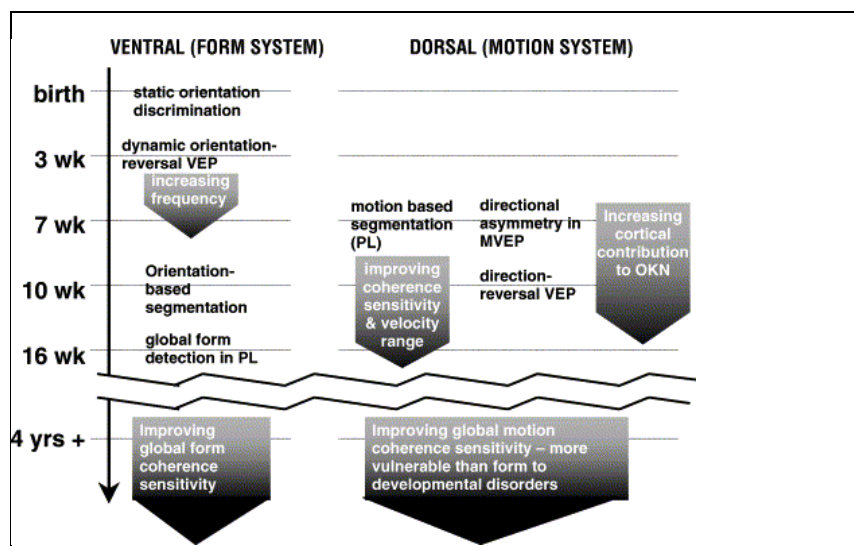 VENTRAL (FORM SYSTEM)
DORSAL (MOTION SYSTEM)
birth
static orientation
discrimination
3 wk
dynamic orientation-
reversal VEP
increasing
frequency
7 wk
motion based
segmentation
(PL)
directional
asymmetry in
MVEP
Increasing
cortical
contribution
to OKN
10 wk
Orientation-
based
segmentation
improving
coherence
sensitivity
& velocity
range
direction-
reversal VEP
16 wk
global form
detection in PL
4 yrs +
Improving
global form
coherence
sensitivity
Improving global motion
coherence sensitivity – more
vulnerable than form to
developmental disorders